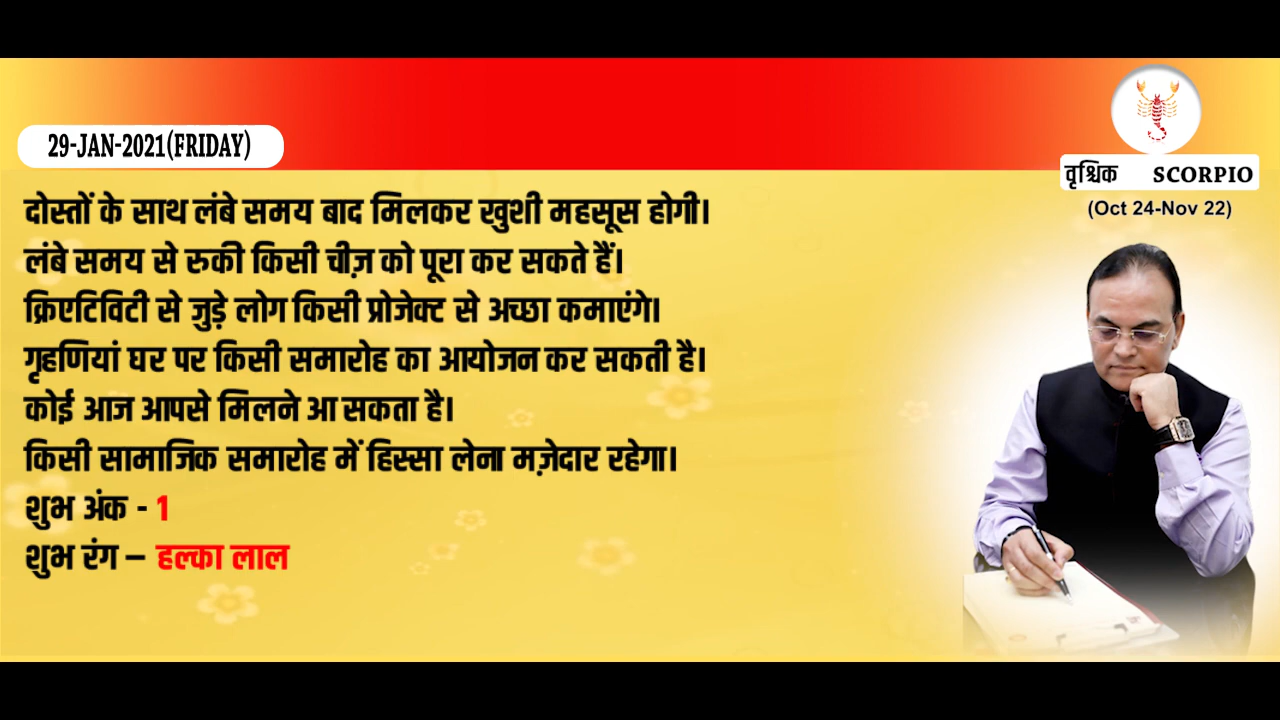 29-JAN-2021(FRIDAY)
वृश्चिक SCORPIO
(Oct 24-Nov 22)
दोस्तों के साथ लंबे समय बाद मिलकर खुशी महसूस होगी।
लंबे समय से रुकी किसी चीज़ को पूरा कर सकते हैं।
क्रिएटिविटी से जुड़े लोग किसी प्रोजेक्ट से अच्छा कमाएंगे।
गृहणियां घर पर किसी समारोह का आयोजन कर सकती है।
कोई आज आपसे मिलने आ सकता है।
किसी सामाजिक समारोह में हिस्सा लेना मज़ेदार रहेगा।
शुभ अंक - 1
शुभ रंग – हल्का लाल